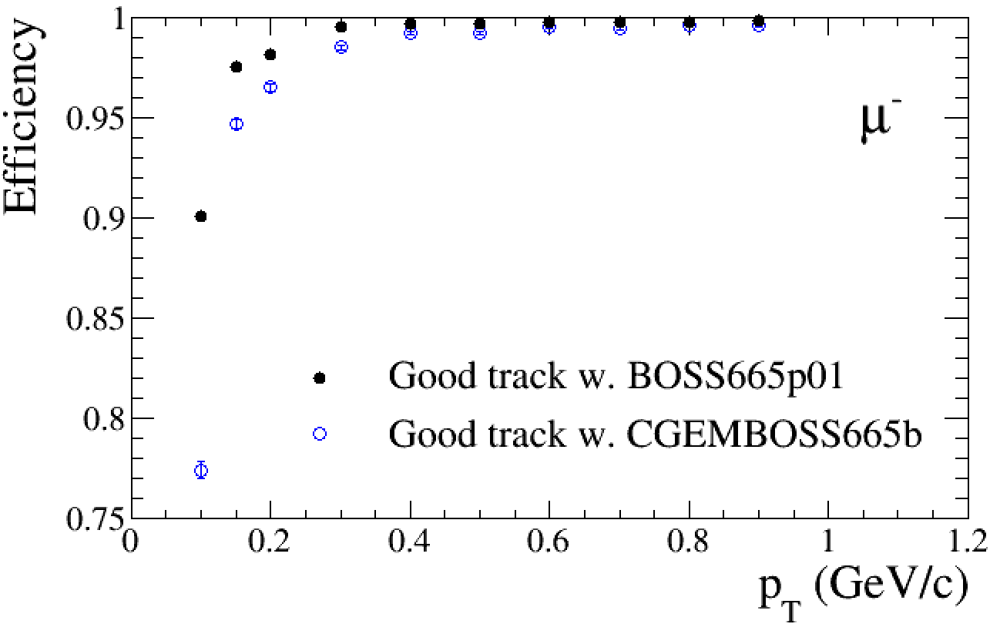 Efficiency
1
0.95
0.9
0.85
0.8
0.75
μ⁻
Good track w. BOSS665p01
Good track w. CGEMBOSS665b
0 0.2 0.4 0.6 0.8 1 1.2
p_T (GeV/c)